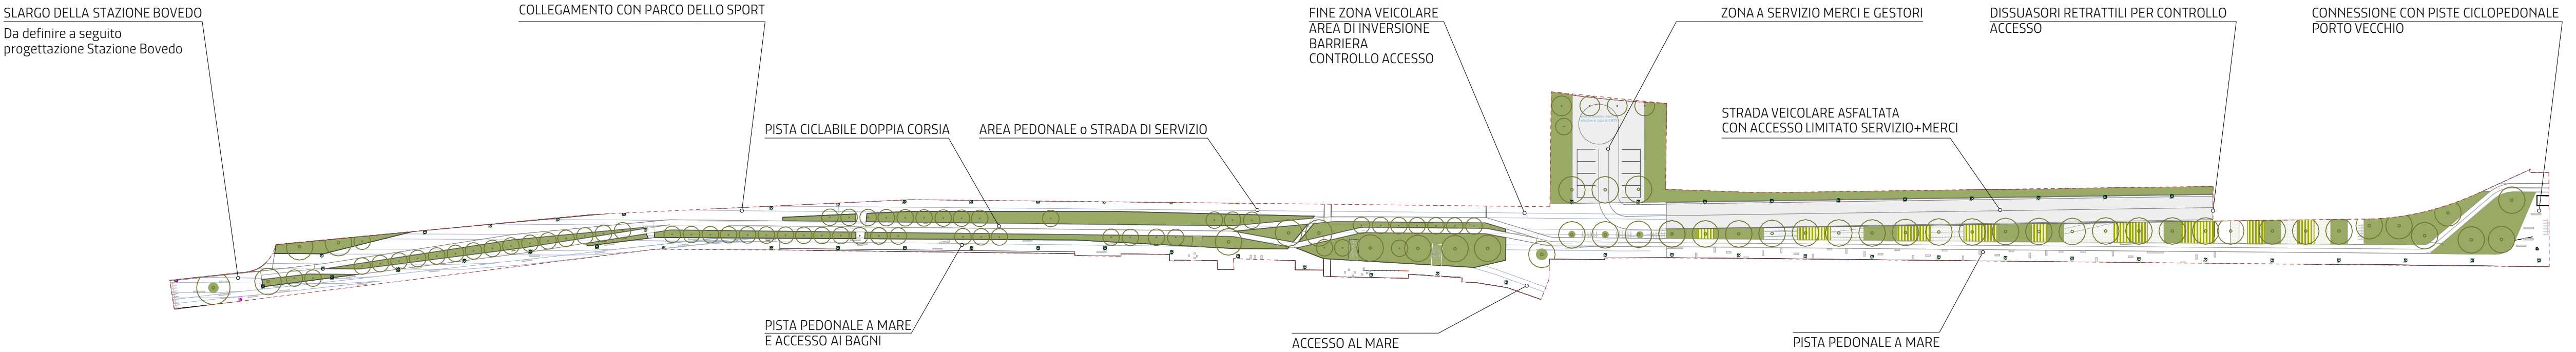 SLARGO DELLA STAZIONE BOVEDO
Da definire a seguito
progettazione Stazione Bovedo
COLLEGAMENTO CON PARCO DELLO SPORT
FINE ZONA VEICOLARE
AREA DI INVERSIONE
BARRIERA
CONTROLLO ACCESSO
ZONA A SERVIZIO MERCI E GESTORI
DISSUASORI RETRATTILI PER CONTROLLO
ACCESSO
CONNESSIONE CON PISTE CICLOPEDONALE
PORTO VECCHIO
PISTA CICLABILE DOPPIA CORSIA
AREA PEDONALE o STRADA DI SERVIZIO
STRADA VEICOLARE ASFALTATA
CON ACCESSO LIMITATO SERVIZIO+MERCI
PISTA PEDONALE A MARE
E ACCESSO AI BAGNI
ACCESSO AL MARE
PISTA PEDONALE A MARE